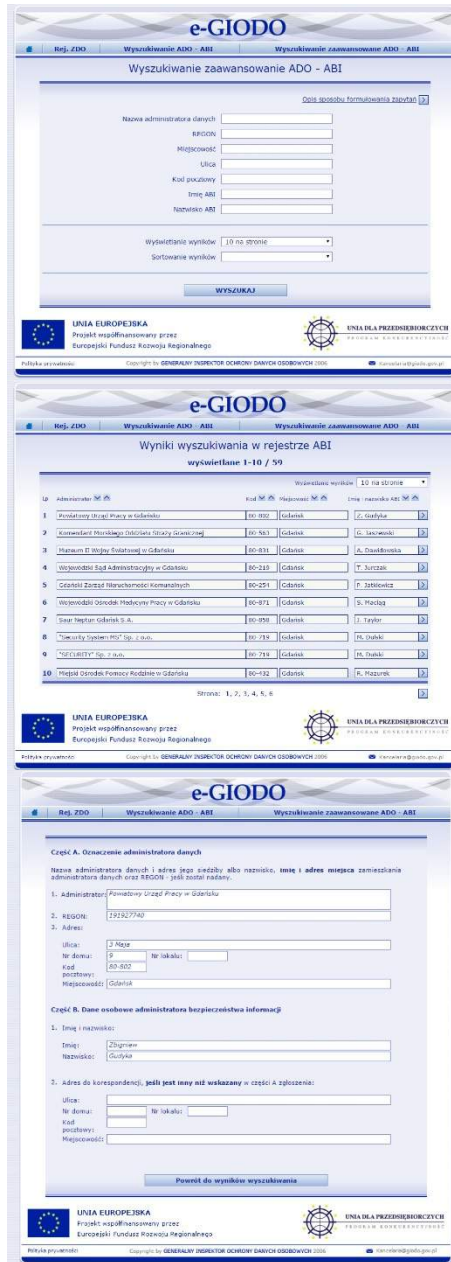 e-GIODO
Rej. ZDO Wyszukiwanie ADO - ABI Wyszukiwanie zaawansowane ADO - ABI
Wyszukiwanie zaawansowanie ADO - ABI
Opis sposobu formułowania zapytań
Nazwa administratora danych
REGON
Miejscowość
Ulica
Kod pocztowy
Imię ABI
Nazwisko ABI
Wyświetlanie wyników 10 na stronie
Sortowanie wyników
WYSZUKAJ
UNIA EUROPEJSKA
Projekt współfinansowany przez
Europejski Fundusz Rozwoju Regionalnego
UNIA DLA PRZEDSIĘBIORCZYCH
PROGRAM KONKURENCYJNOŚĆ
Polityka prywatności Copyright by GENERALNY INSPEKTOR OCHRONY DANYCH OSOBOWYCH 2006 Kancelaria@giodo.gov.pl
e-GIODO
Rej. ZDO Wyszukiwanie ADO - ABI Wyszukiwanie zaawansowane ADO - ABI
Wyniki wyszukiwania w rejestrze ABI
wyświetlane 1-10 / 59
Wyświetlanie wyników 10 na stronie
Lp Administrator Kod Miejscowość Imię i nazwisko ABI
1 Powiatowy Urząd Pracy w Gdańsku 80-802 Gdańsk Z. Gudyka
2 Komendant Morskiego Oddziału Straży Granicznej 80-563 Gdańsk G. Jaszewski
3 Muzeum II Wojny Światowej w Gdańsku 80-831 Gdańsk A. Dawidowska
4 Wojewódzki Sąd Administracyjny w Gdańsku 80-219 Gdańsk T. Jurczak
5 Gdański Zarząd Nieruchomości Komunalnych 80-254 Gdańsk P. Jatkiewicz
6 Wojewódzki Ośrodek Medycyny Pracy w Gdańsku 80-871 Gdańsk S. Maciąg
7 Saur Neptun Gdańsk S.A. 80-858 Gdańsk J. Taylor
8 "Security System MS" Sp. z o.o. 80-719 Gdańsk M. Dulski
9 "SECURITY" Sp. z o.o. 80-719 Gdańsk M. Dulski
10 Miejski Ośrodek Pomocy Rodzinie w Gdańsku 80-432 Gdańsk R. Mazurek
Strona: 1, 2, 3, 4, 5, 6
UNIA EUROPEJSKA
Projekt współfinansowany przez
Europejski Fundusz Rozwoju Regionalnego
UNIA DLA PRZEDSIĘBIORCZYCH
PROGRAM KONKURENCYJNOŚĆ
Polityka prywatności Copyright by GENERALNY INSPEKTOR OCHRONY DANYCH OSOBOWYCH 2006 Kancelaria@giodo.gov.pl
e-GIODO
Rej. ZDO Wyszukiwanie ADO - ABI Wyszukiwanie zaawansowane ADO - ABI
Część A. Oznaczenie administratora danych
Nazwa administratora danych i adres jego siedziby albo nazwisko, imię i adres miejsca zamieszkania
administratora danych oraz REGON - jeśli został nadany.
1. Administrator: Powiatowy Urząd Pracy w Gdańsku
2. REGON: 191927740
3. Adres:
Ulica: 3 Maja
Nr domu: 9 Nr lokalu:
Kod pocztowy: 80-802
Miejscowość: Gdańsk
Część B. Dane osobowe administratora bezpieczeństwa informacji
1. Imię i nazwisko:
Imię: Zbigniew
Nazwisko: Gudyka
2. Adres do korespondencji, jeśli jest inny niż wskazany w części A zgłoszenia:
Ulica:
Nr domu: Nr lokalu:
Kod pocztowy:
Miejscowość:
Powrót do wyników wyszukiwania
UNIA EUROPEJSKA
Projekt współfinansowany przez
Europejski Fundusz Rozwoju Regionalnego
UNIA DLA PRZEDSIĘBIORCZYCH
PROGRAM KONKURENCYJNOŚĆ
Polityka prywatności Copyright by GENERALNY INSPEKTOR OCHRONY DANYCH OSOBOWYCH 2006 Kancelaria@giodo.gov.pl